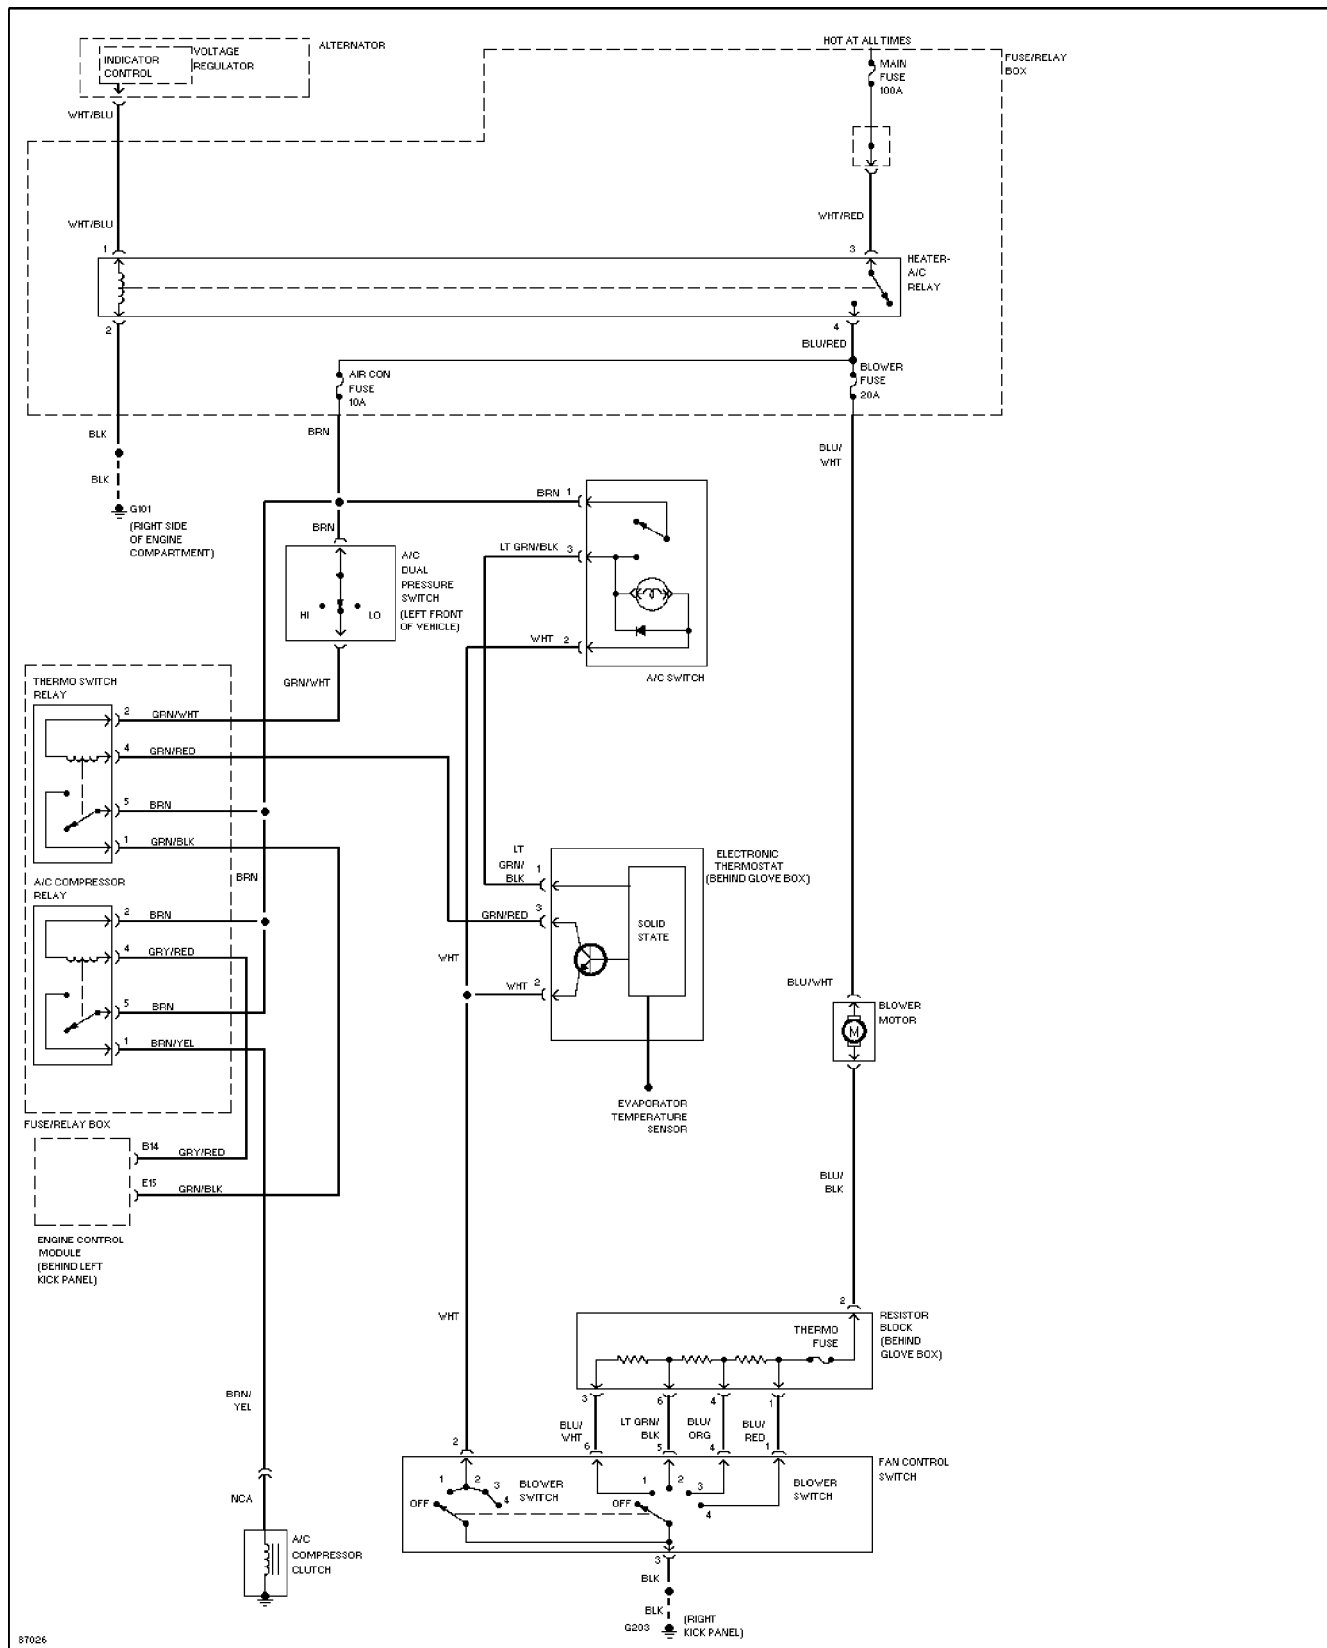 ALTERNATOR
VOLTAGE
REGULATOR
INDICATOR
CONTROL
HOT AT ALL TIMES
MAIN
FUSE
100A
FUSE/RELAY
BOX
WHT/BLU
WHT/BLU
WHT/RED
1
3
HEATER-
A/C
RELAY
2
4
BLU/RED
AIR CON
FUSE
10A
BLOWER
FUSE
20A
BLK
BLK
G101
(RIGHT SIDE
OF ENGINE
COMPARTMENT)
BRN
BLU/
WHT
BRN 1
BRN
LT GRN/BLK 3
A/C
DUAL
PRESSURE
SWITCH
(LEFT FRONT
OF VEHICLE)
HI
LO
WHT 2
A/C SWITCH
GRN/WHT
THERMO SWITCH
RELAY
2
GRN/WHT
4
GRN/RED
5
BRN
1
GRN/BLK
A/C COMPRESSOR
RELAY
BRN
2
BRN
4
GRY/RED
5
BRN
1
BRN/YEL
FUSE/RELAY BOX
LT
GRN/
BLK
1
GRN/RED
3
WHT
WHT 2
ELECTRONIC
THERMOSTAT
(BEHIND GLOVE BOX)
SOLID
STATE
EVAPORATOR
TEMPERATURE
SENSOR
BLU/WHT
BLOWER
MOTOR
M
B14
GRY/RED
E15
GRN/BLK
ENGINE CONTROL
MODULE
(BEHIND LEFT
KICK PANEL)
BLU/
BLK
WHT
2
RESISTOR
BLOCK
(BEHIND
GLOVE BOX)
THERMO
FUSE
3
6
4
1
BRN/
YEL
BLU/
WHT
LT GRN/
BLK
BLU/
ORG
BLU/
RED
2
6
5
4
1
FAN CONTROL
SWITCH
1
2
3
4
OFF
BLOWER
SWITCH
1
2
3
4
OFF
BLOWER
SWITCH
NCA
A/C
COMPRESSOR
CLUTCH
3
BLK
BLK
G203
(RIGHT
KICK PANEL)
87026